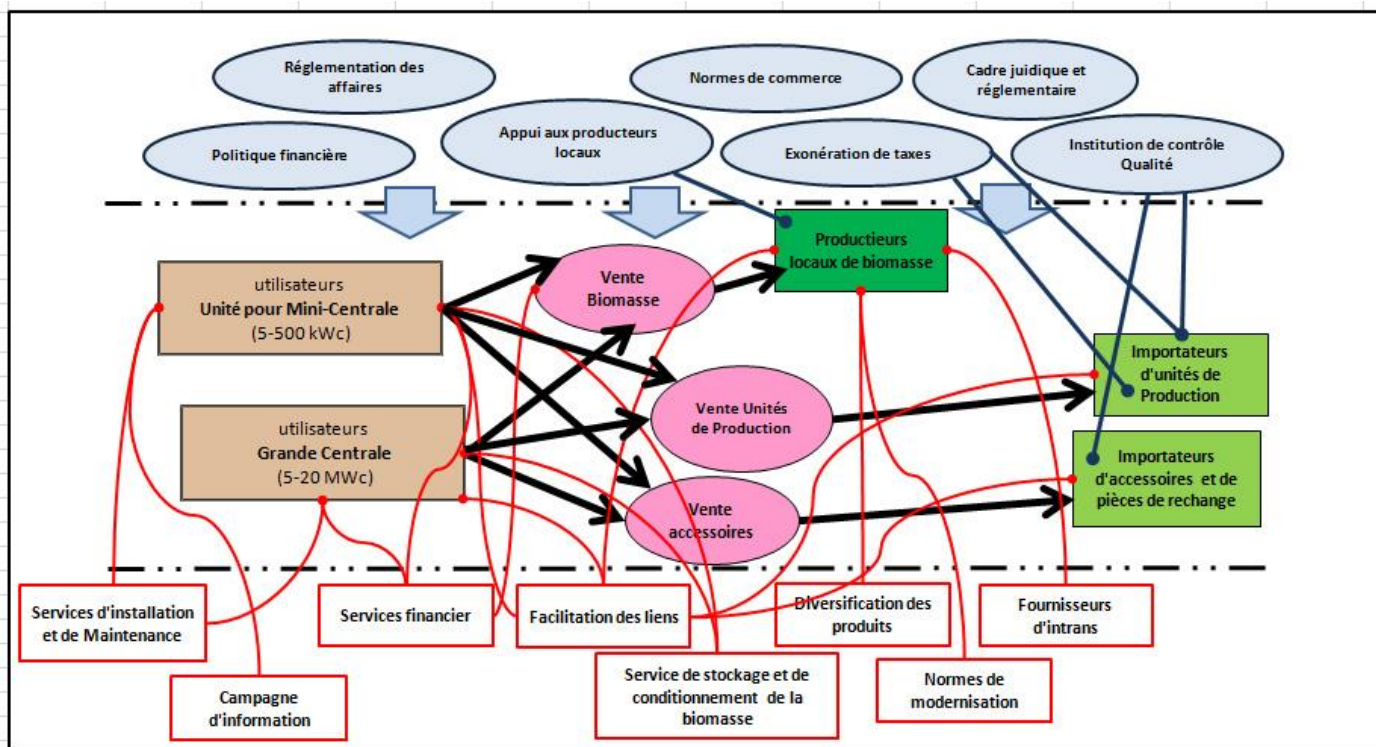 Réglementation des
affaires
Normes de commerce
Cadre juidique et
réglementaire
Politique financière
Appui aux producteurs
locaux
Exonération de taxes
Institution de contrôle
Qualité
Productieurs
locaux de biomasse
utilisateurs
Unité pour Mini-Centrale
(5-500 kWc)
Vente
Biomasse
Importateurs
d'unités de
Production
utilisateurs
Grande Centrale
(5-20 MWc)
Vente Unités
de Production
Importateurs
d'accessoires et de
pièces de rechange
Vente
accessoires
Services d'installation
et de Maintenance
Services financier
Facilitation des liens
Diversification des
produits
Fournisseurs
d'intrans
Campagne
d'information
Service de stockage et de
conditionnement de la
biomasse
Normes de
modernisation